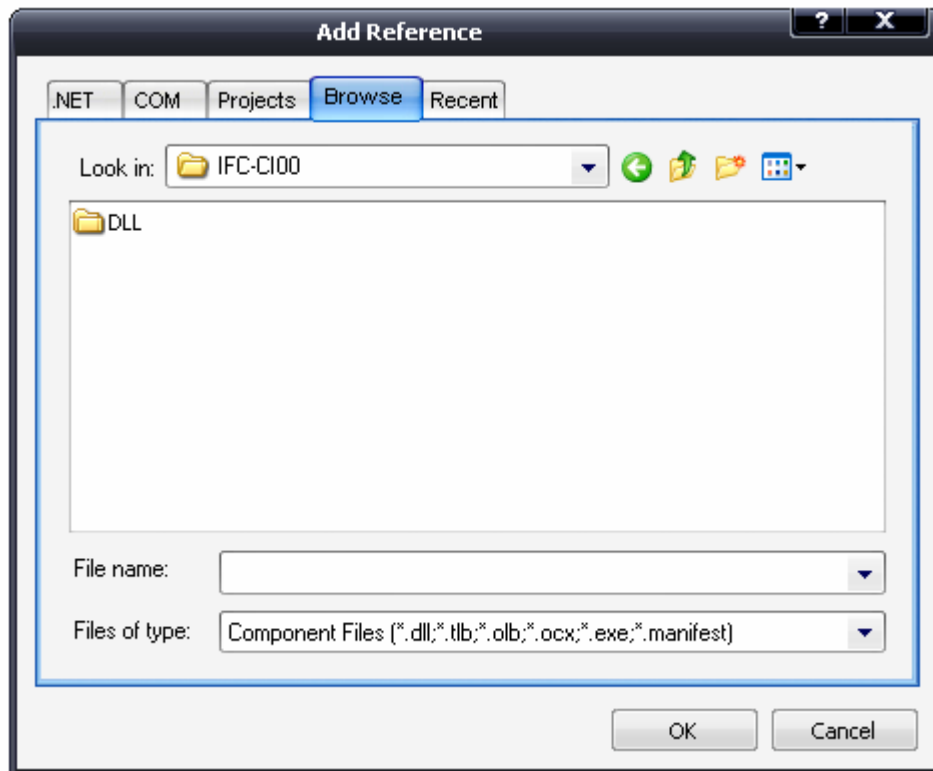 Add Reference
? X
.NET COM Projects Browse Recent
Look in: IFC-CI00
DLL
File name:
Files of type: Component Files (*.dll;*.tlb;*.olb;*.ocx;*.exe;*.manifest)
OK Cancel